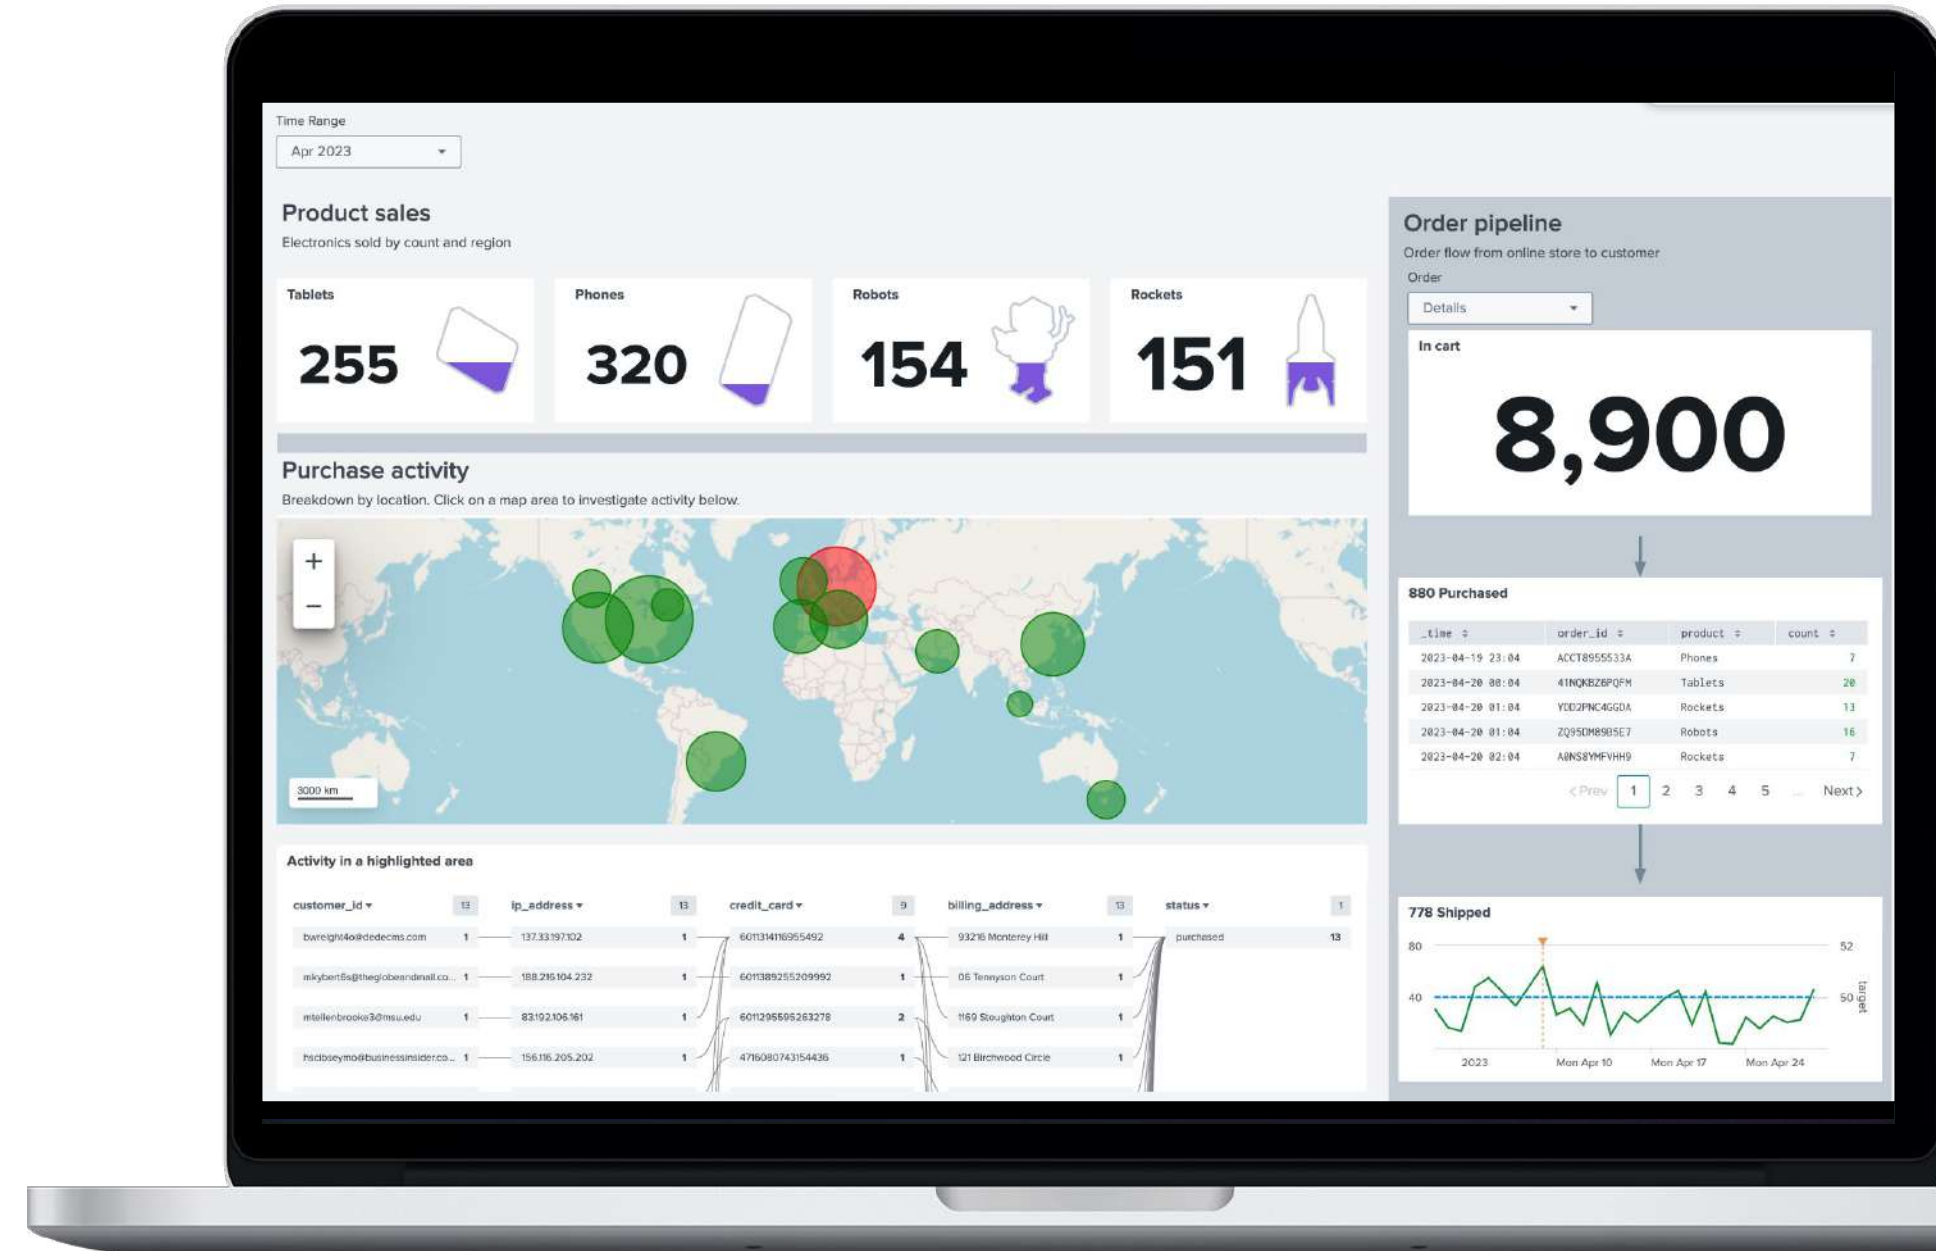 Time Range
Apr 2023
Product sales
Electronics sold by count and region
Tablets
255
Phones
320
Robots
154
Rockets
151
Purchase activity
Breakdown by location. Click on a map area to investigate activity below.
+
−
3000 km
Activity in a highlighted area
customer_id 13 ip_address 13 credit_card 9 billing_address 13 status 1
bwreight4o@dedecms.com 1 137.33.197.102 1 6011314116955492 4 93216 Monterey Hill 1 purchased 13
mkybert6s@theglobeandmail.co... 1 188.216.104.232 1 6011389255209992 1 06 Tennyson Court 1
mtellenbrooke3@msu.edu 1 83.192.106.161 1 6011295595263278 2 1169 Stoughton Court 1
hscibseymo@businessinsider.co... 1 156.116.205.202 1 4716080743154436 1 121 Birchwood Circle 1
Order pipeline
Order flow from online store to customer
Order
Details
In cart
8,900
880 Purchased
_time order_id product count
2023-04-19 23:04 ACCT8955533A Phones 7
2023-04-20 00:04 41NQKBZ6PQFM Tablets 20
2023-04-20 01:04 YDD2PNC4GGDA Rockets 13
2023-04-20 01:04 ZQ95DM89B5E7 Robots 16
2023-04-20 02:04 A0NS8YMFVHH9 Rockets 7
<Prev 1 2 3 4 5 ... Next>
778 Shipped
80 52
40 50
target
2023 Mon Apr 10 Mon Apr 17 Mon Apr 24